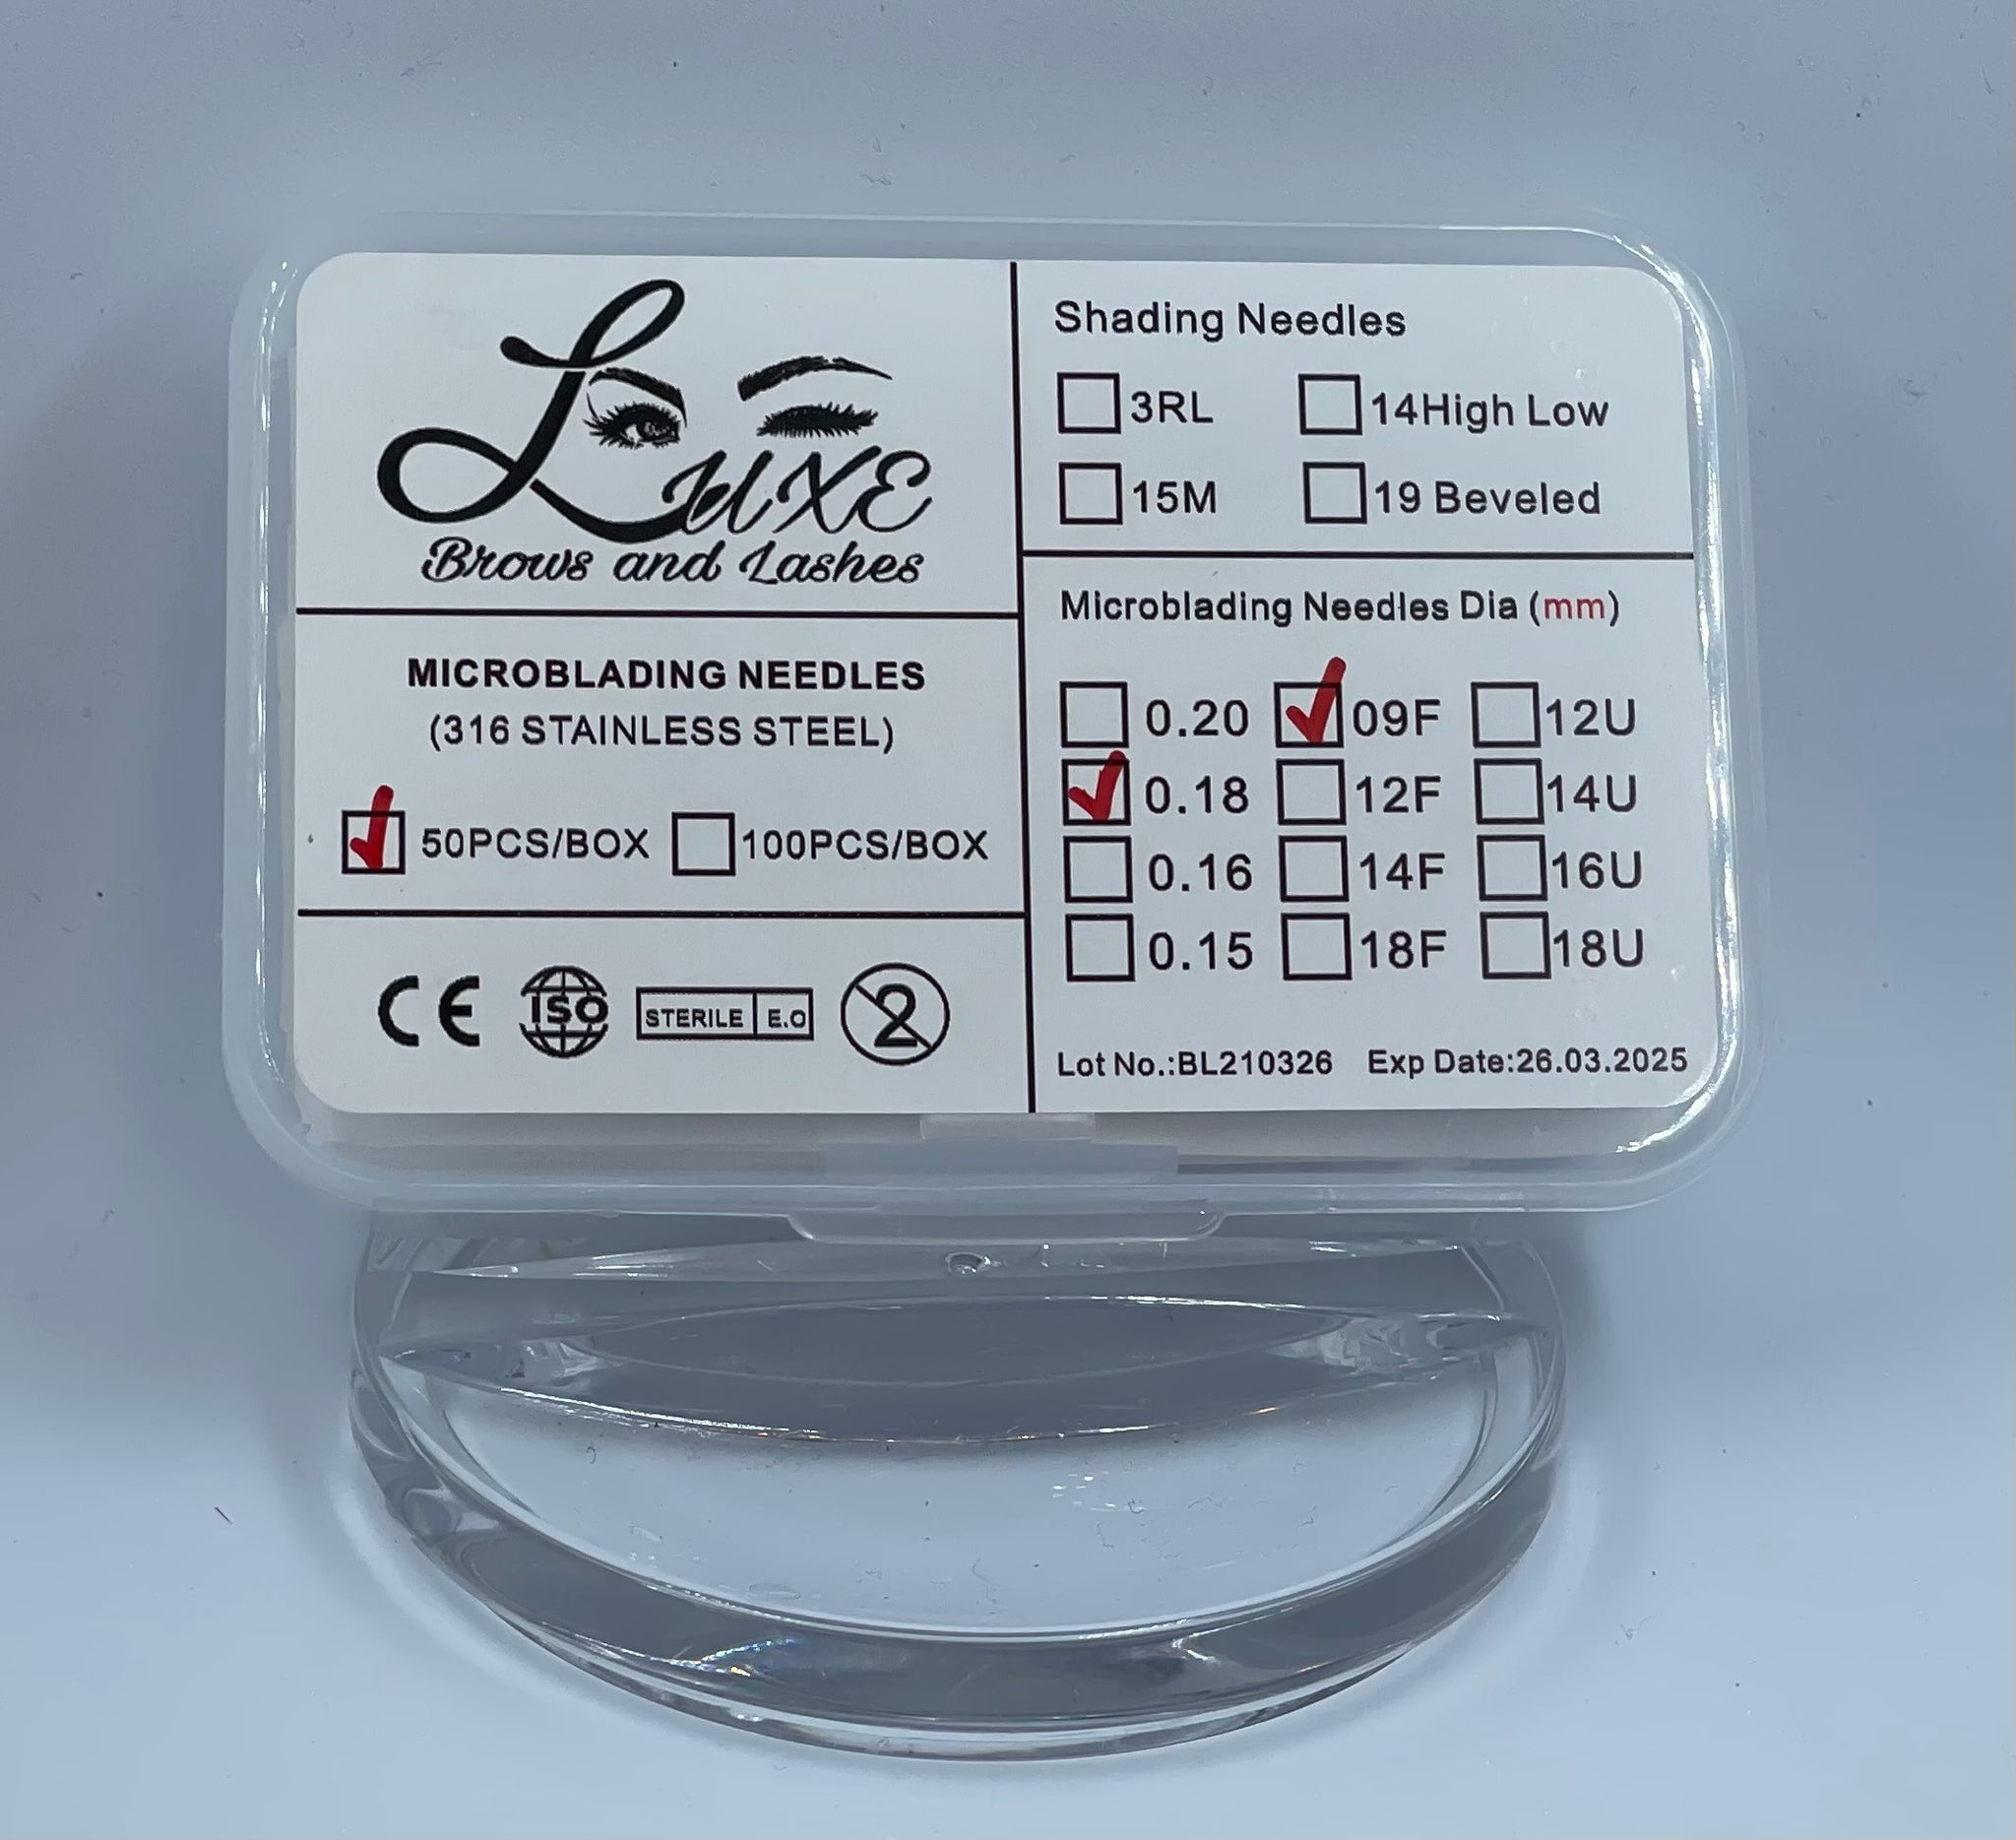 LUXE
Brows and Lashes
MICROBLADING NEEDLES
(316 STAINLESS STEEL)
50PCS/BOX 100PCS/BOX
CE ISO STERILE E.O 2
Shading Needles
3RL 14High Low
15M 19 Beveled
Microblading Needles Dia (mm)
0.20 09F 12U
0.18 12F 14U
0.16 14F 16U
0.15 18F 18U
Lot No.:BL210326 Exp Date:26.03.2025